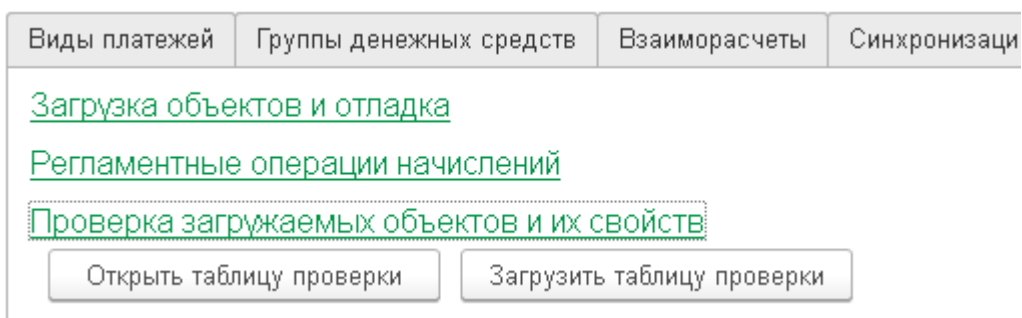 Виды платежей Группы денежных средств Взаиморасчеты Синхронизаци
Загрузка объектов и отладка
Регламентные операции начислений
Проверка загружаемых объектов и их свойств
Открыть таблицу проверки Загрузить таблицу проверки